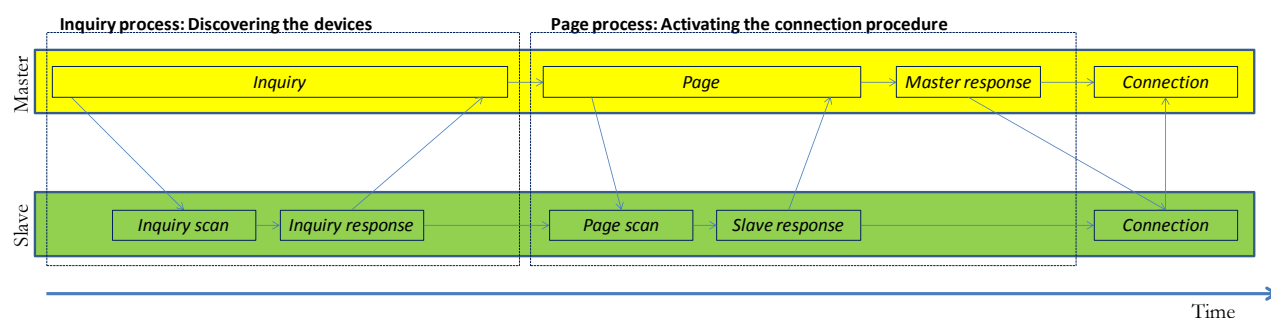 Inquiry process: Discovering the devices
Page process: Activating the connection procedure
Master
Inquiry
Page
Master response
Connection
Slave
Inquiry scan
Inquiry response
Page scan
Slave response
Connection
Time